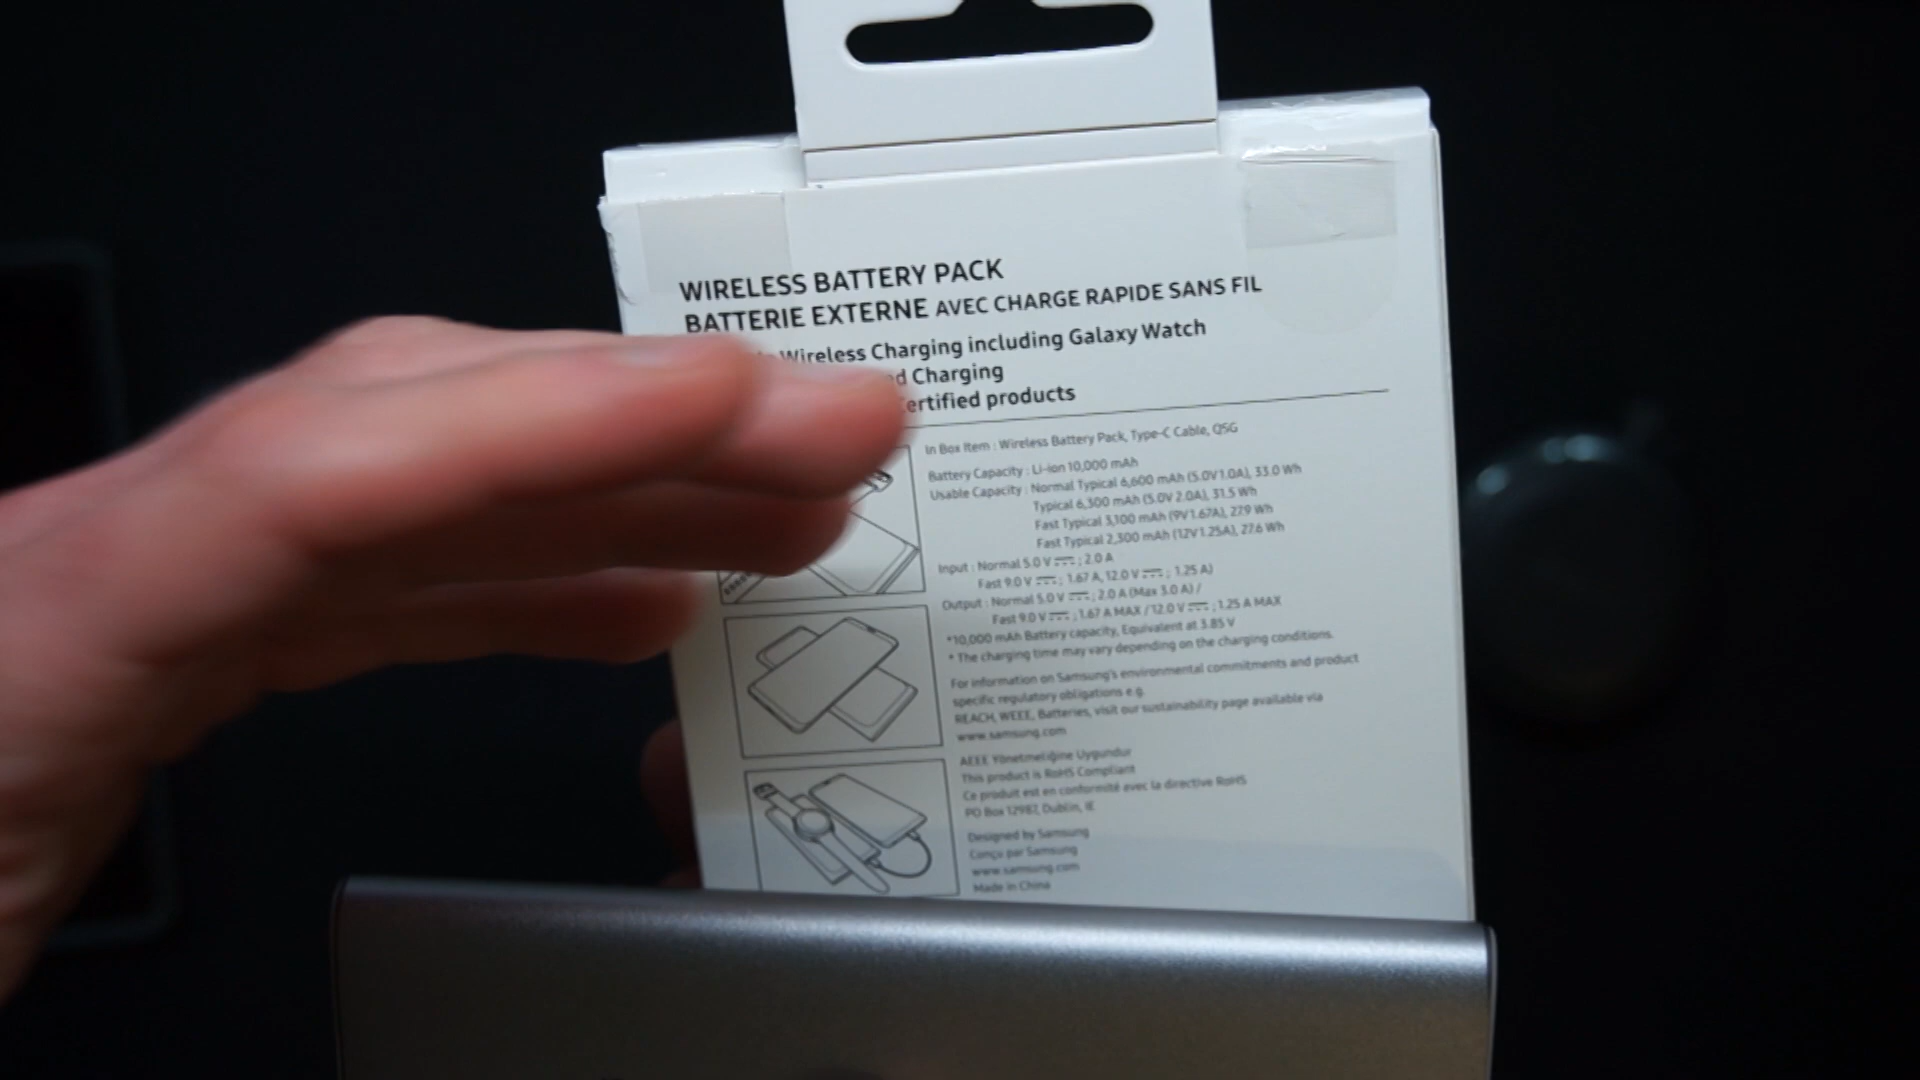 WIRELESS BATTERY PACK
BATTERIE EXTERNE AVEC CHARGE RAPIDE SANS FIL
Wireless Charging including Galaxy Watch
Charging
products
In Box Item : Wireless Battery Pack, Type-C Cable, QSG
Battery Capacity : Li-ion 10,000 mAh
Usable Capacity : Normal Typical 6,600 mAh (5.0V 1.0A), 33.0 Wh
Typical 6,300 mAh (5.0V 2.0A), 31.5 Wh
Fast Typical 3,100 mAh (9V 1.67A), 27.9 Wh
Fast Typical 2,300 mAh (12V 1.25A), 27.6 Wh
Input : Normal 5.0 V ⎓ ; 2.0 A
Fast 9.0 V ⎓ ; 1.67 A, 12.0 V ⎓ ; 1.25 A)
Output : Normal 5.0 V ⎓ ; 2.0 A (Max 3.0 A) /
Fast 9.0 V ⎓ ; 1.67 A MAX / 12.0 V ⎓ ; 1.25 A MAX
*10,000 mAh Battery capacity, Equivalent at 3.85 V
* The charging time may vary depending on the charging conditions.
For information on Samsung's environmental commitments and product
specific regulatory obligations e.g.
REACH, WEEE, Batteries, visit our sustainability page available via
www.samsung.com
AEEE Yönetmeliğine Uygundur
This product is RoHS Compliant
Ce produit est en conformité avec la directive RoHS
PO Box 12987, Dublin, IE
Designed by Samsung
Conçu par Samsung
www.samsung.com
Made in China